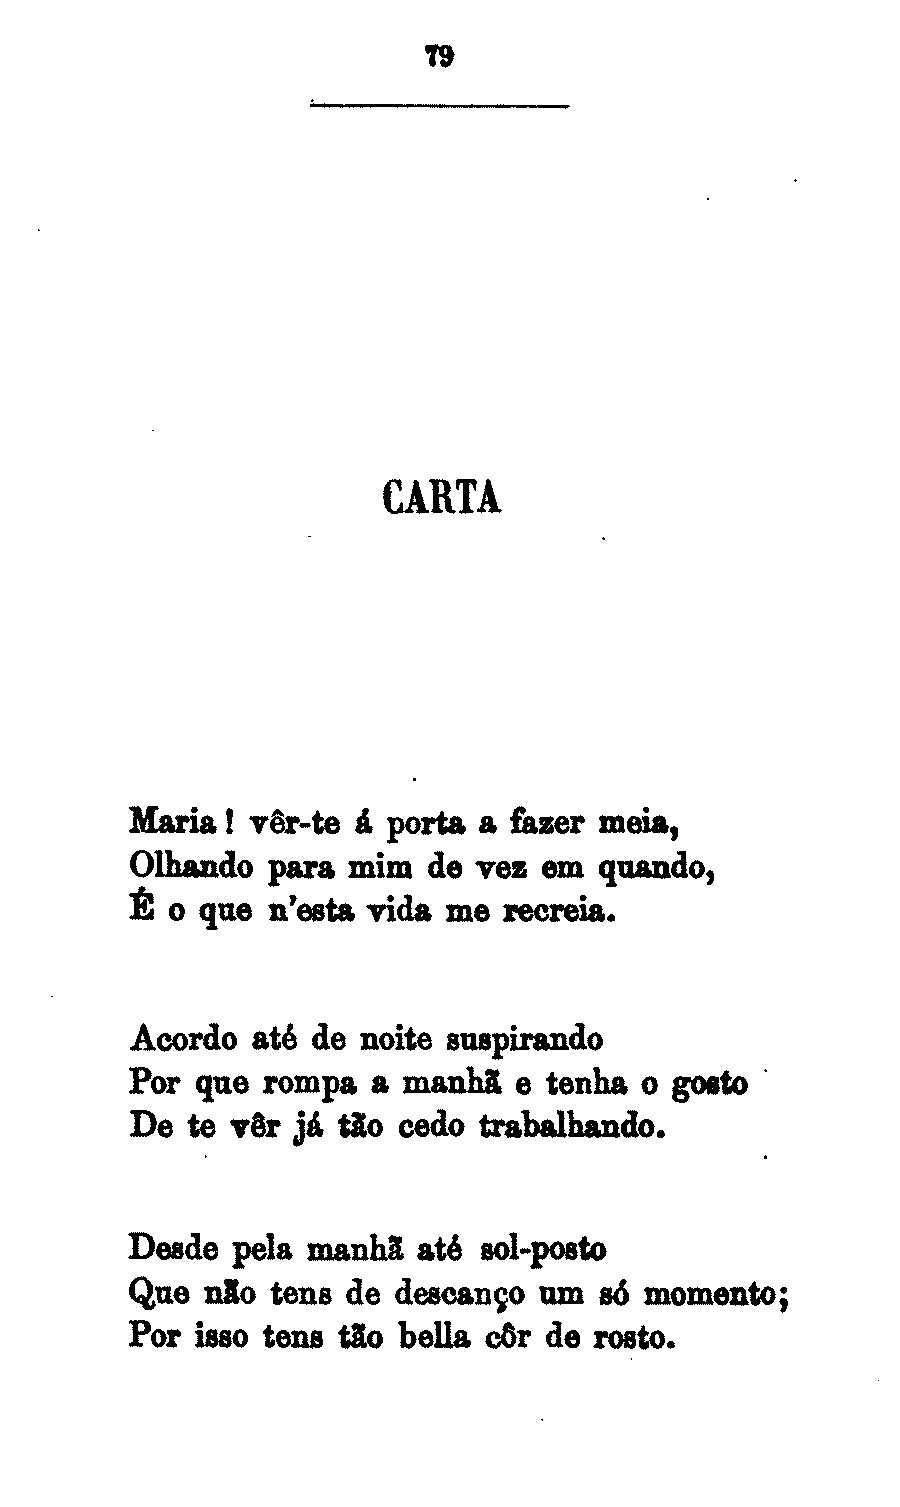 79
CARTA
Maria! vêr-te á porta a fazer meia,
Olhando para mim de vez em quando,
É o que n'esta vida me recreia.
Acordo até de noite suspirando
Por que rompa a manhã e tenha o gosto
De te vêr já tão cedo trabalhando.
Desde pela manhã até sol-posto
Que não tens de descanço um só momento;
Por isso tens tão bella côr de rosto.